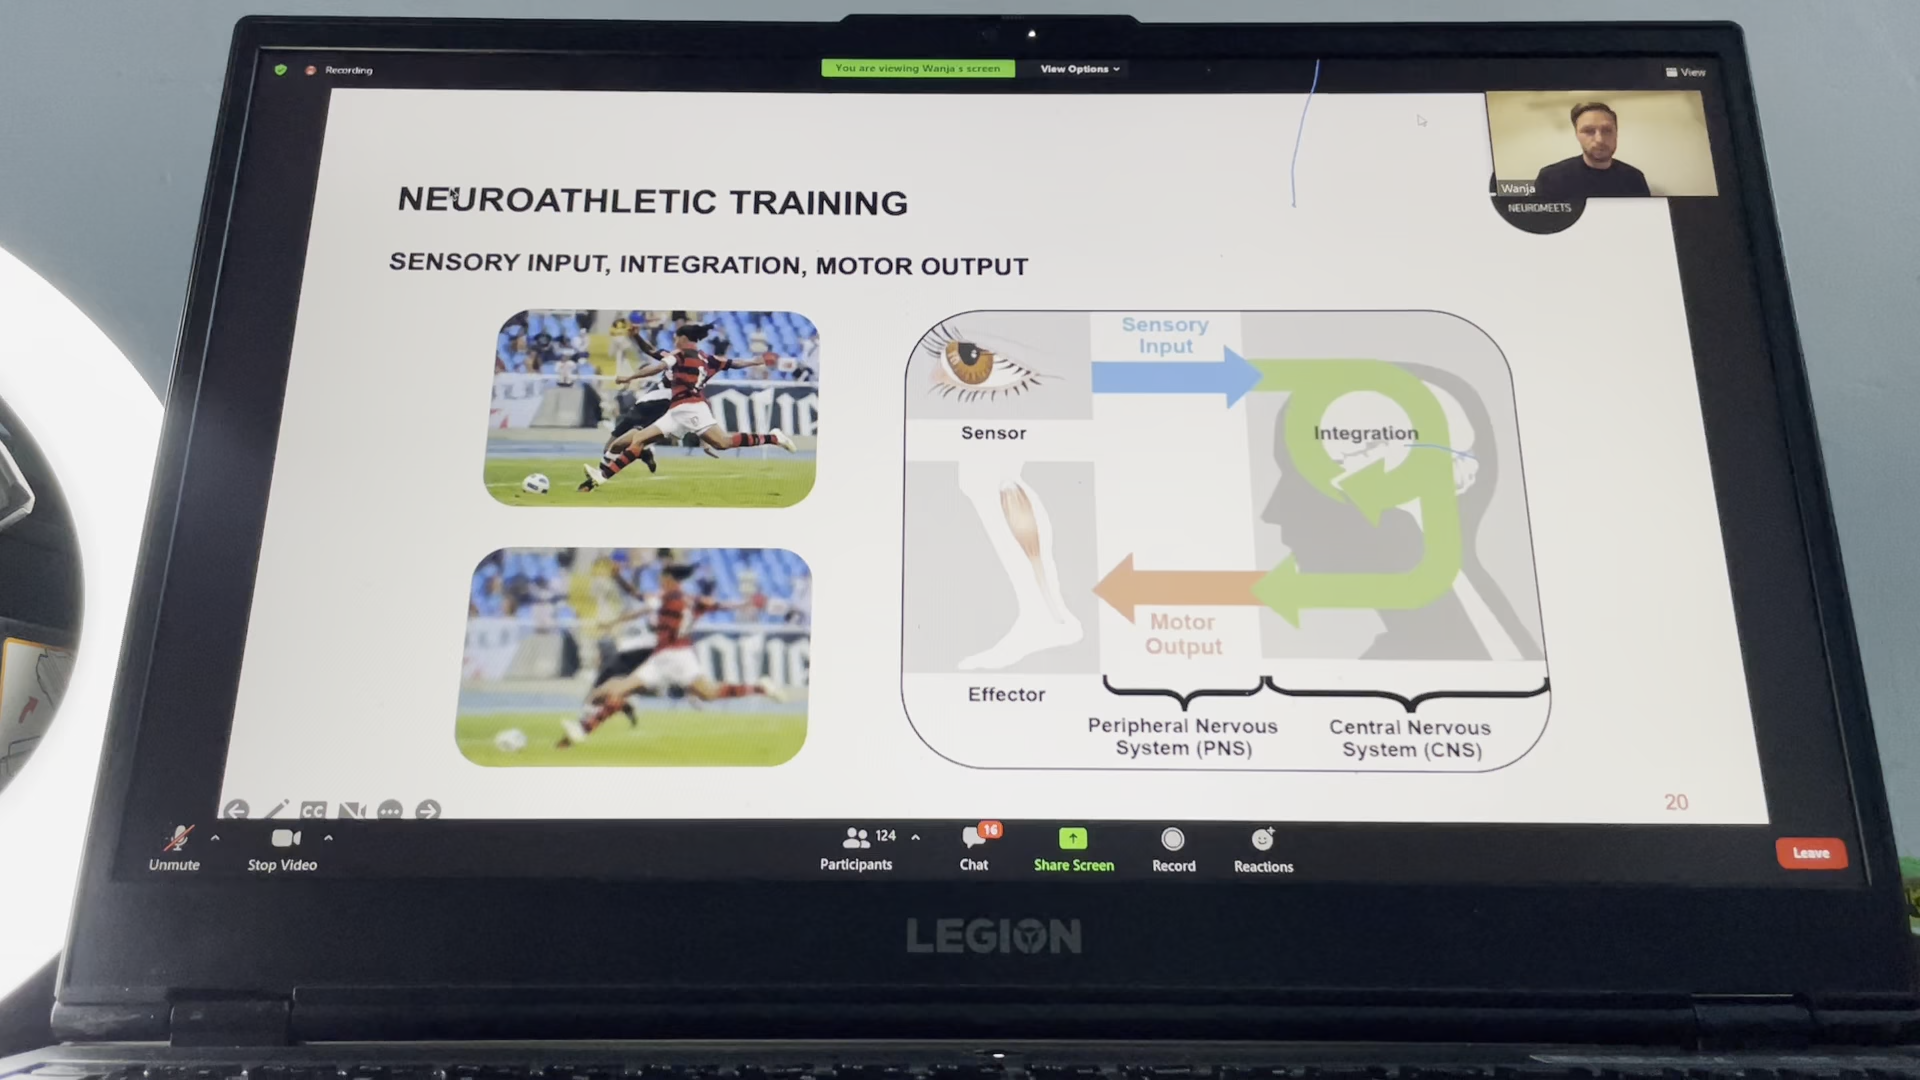 Recording
You are viewing Wanja s screen
View Options
View
Wanja
NEUROMEETS
NEUROATHLETIC TRAINING
SENSORY INPUT, INTEGRATION, MOTOR OUTPUT
Sensory
Input
Sensor
Integration
Motor
Output
Effector
Peripheral Nervous
System (PNS)
Central Nervous
System (CNS)
20
CC
Unmute
Stop Video
124
Participants
16
Chat
Share Screen
Record
Reactions
Leave
LEGION